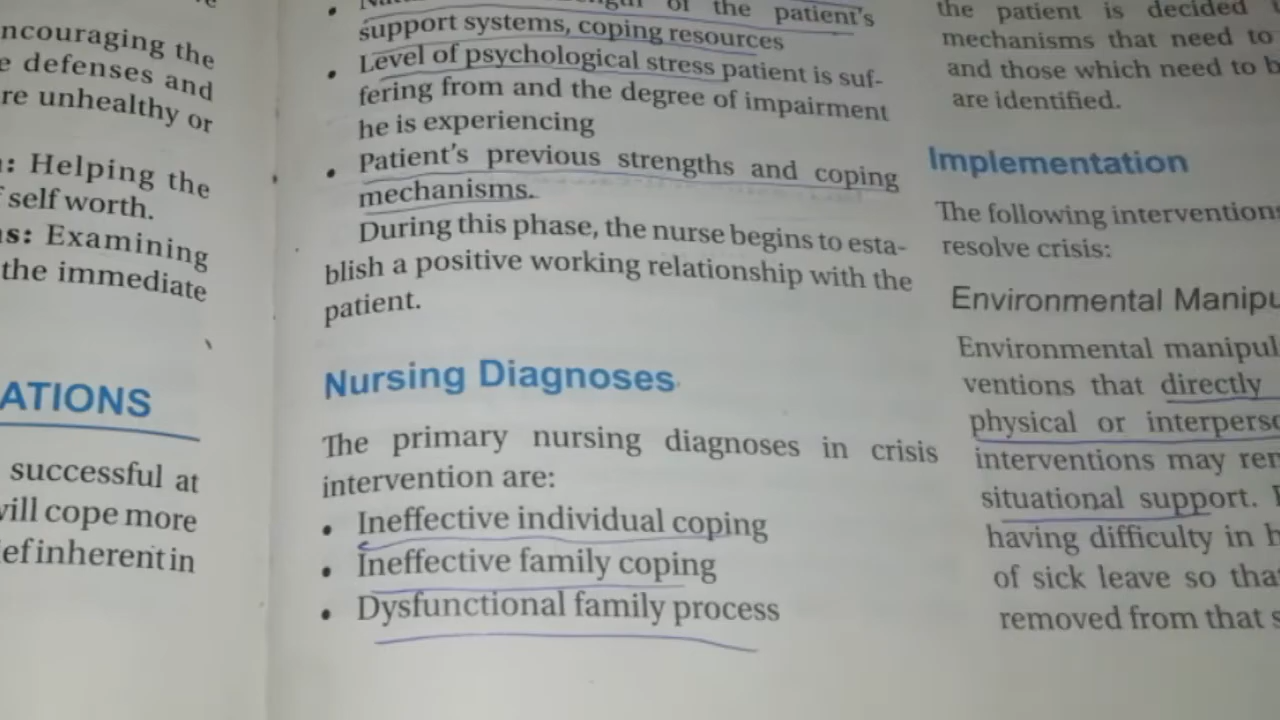 ncouraging the
e defenses and
re unhealthy or
: Helping the
self worth.
s: Examining
the immediate
ATIONS
successful at
vill cope more
ief inherent in
• of the patient's
support systems, coping resources
• Level of psychological stress patient is suf-
fering from and the degree of impairment
he is experiencing
• Patient's previous strengths and coping
mechanisms.
During this phase, the nurse begins to esta-
blish a positive working relationship with the
patient.
Nursing Diagnoses
The primary nursing diagnoses in crisis
intervention are:
• Ineffective individual coping
• Ineffective family coping
• Dysfunctional family process
the patient is decided
mechanisms that need to
and those which need to b
are identified.
Implementation
The following intervention
resolve crisis:
Environmental Manipu
Environmental manipul
ventions that directly
physical or interperso
interventions may ren
situational support.
having difficulty in h
of sick leave so tha
removed from that s